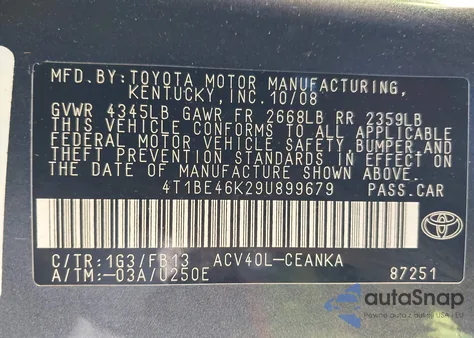 MFD.BY:TOYOTA MOTOR MANUFACTURING,
KENTUCKY, INC. 10/08
GVWR 4345LB GAWR FR 2668LB RR 2359LB
THIS VEHICLE CONFORMS TO ALL APPLICABLE
FEDERAL MOTOR VEHICLE SAFETY, BUMPER, AND
THEFT PREVENTION STANDARDS IN EFFECT ON
THE DATE OF MANUFACTURE SHOWN ABOVE.
4T1BE46K29U899679 PASS.CAR
C/TR:1G3/FB13 ACV40L-CEANKA
A/TM:-03A/U250E 87251
TOYOTA
autoSnap